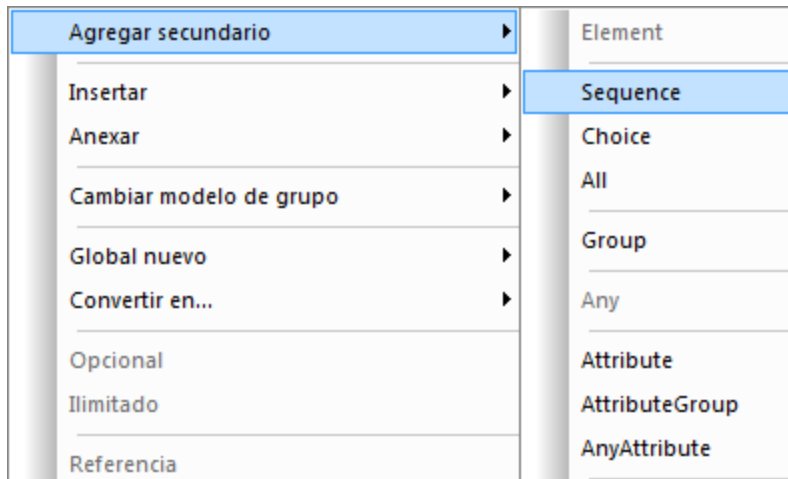 Agregar secundario
Insertar
Anexar
Cambiar modelo de grupo
Global nuevo
Convertir en...
Opcional
Ilimitado
Referencia
Element
Sequence
Choice
All
Group
Any
Attribute
AttributeGroup
AnyAttribute